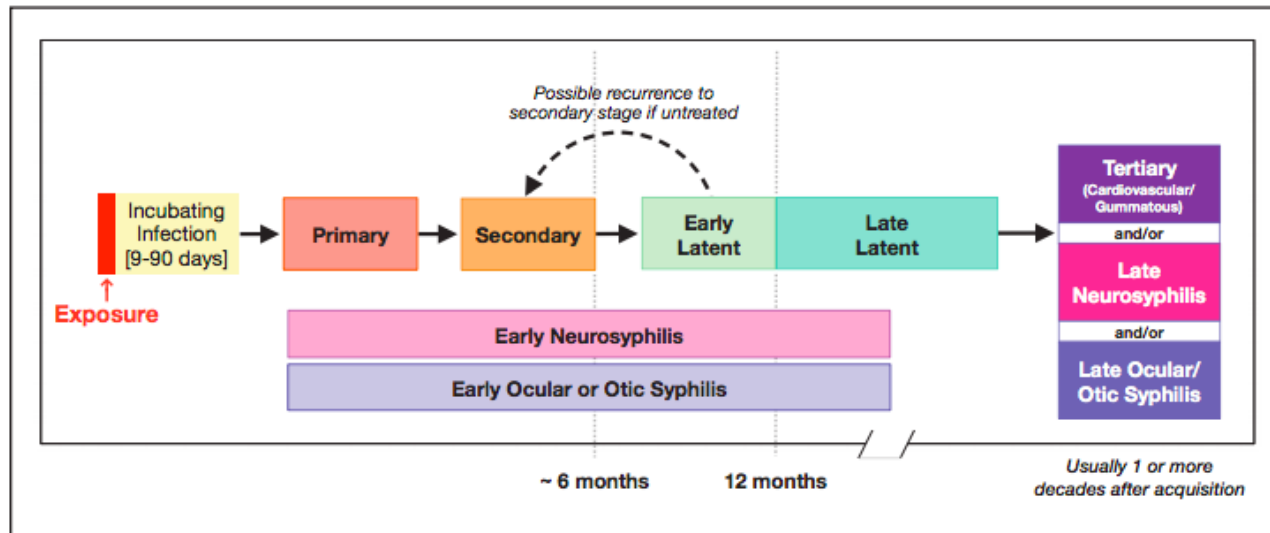 Possible recurrence to
secondary stage if untreated
Incubating
Infection
[9-90 days]
Exposure
Primary
Secondary
Early
Latent
Late
Latent
Tertiary
(Cardiovascular/
Gummatous)
and/or
Late
Neurosyphilis
and/or
Late Ocular/
Otic Syphilis
Early Neurosyphilis
Early Ocular or Otic Syphilis
~ 6 months
12 months
Usually 1 or more
decades after acquisition